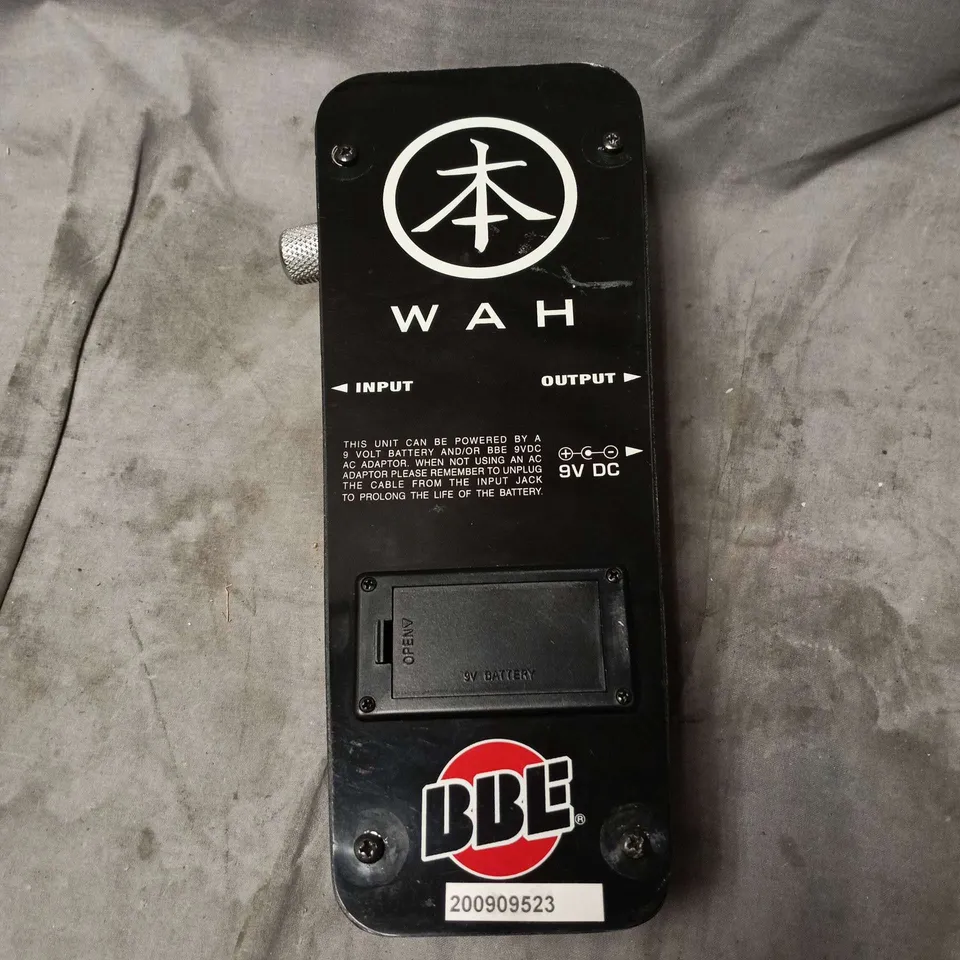 本
WAH
◄ INPUT
OUTPUT ►
THIS UNIT CAN BE POWERED BY A
9 VOLT BATTERY AND/OR BBE 9VDC
AC ADAPTOR. WHEN NOT USING AN AC
ADAPTOR PLEASE REMEMBER TO UNPLUG
THE CABLE FROM THE INPUT JACK
TO PROLONG THE LIFE OF THE BATTERY.
9V DC
OPEN
9V BATTERY
BBE®
200909523